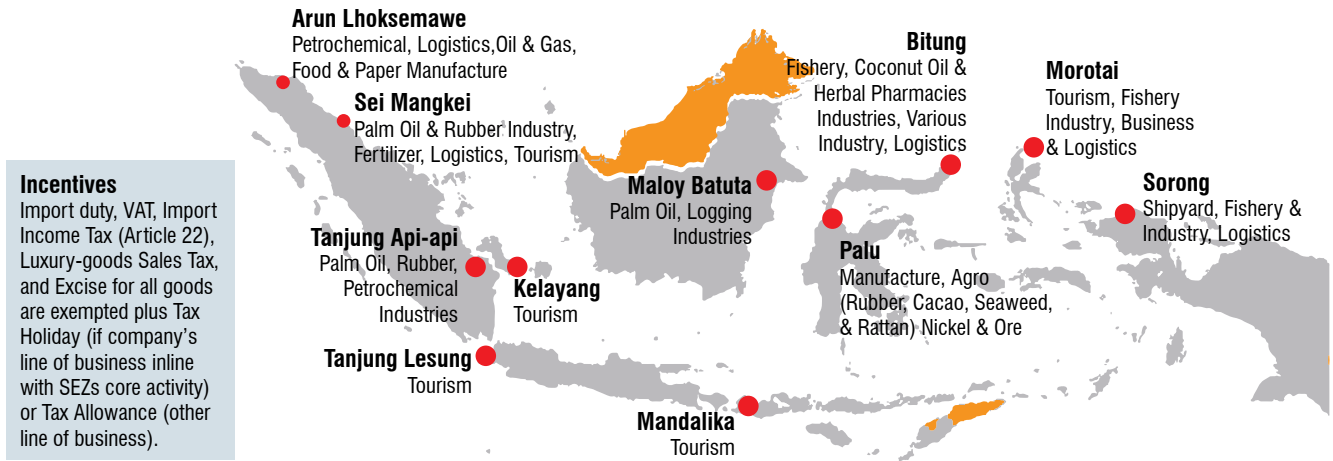 Arun Lhoksemawe
Petrochemical, Logistics,Oil & Gas,
Food & Paper Manufacture
Sei Mangkei
Palm Oil & Rubber Industry,
Fertilizer, Logistics, Tourism
Incentives
Import duty, VAT, Import
Income Tax (Article 22),
Luxury-goods Sales Tax,
and Excise for all goods
are exempted plus Tax
Holiday (if company’s
line of business inline
with SEZs core activity)
or Tax Allowance (other
line of business).
Tanjung Api-api
Palm Oil, Rubber,
Petrochemical
Industries
Kelayang
Tourism
Tanjung Lesung
Tourism
Maloy Batuta
Palm Oil, Logging
Industries
Mandalika
Tourism
Bitung
Fishery, Coconut Oil &
Herbal Pharmacies
Industries, Various
Industry, Logistics
Palu
Manufacture, Agro
(Rubber, Cacao, Seaweed,
& Rattan) Nickel & Ore
Morotai
Tourism, Fishery
Industry, Business
& Logistics
Sorong
Shipyard, Fishery &
Industry, Logistics